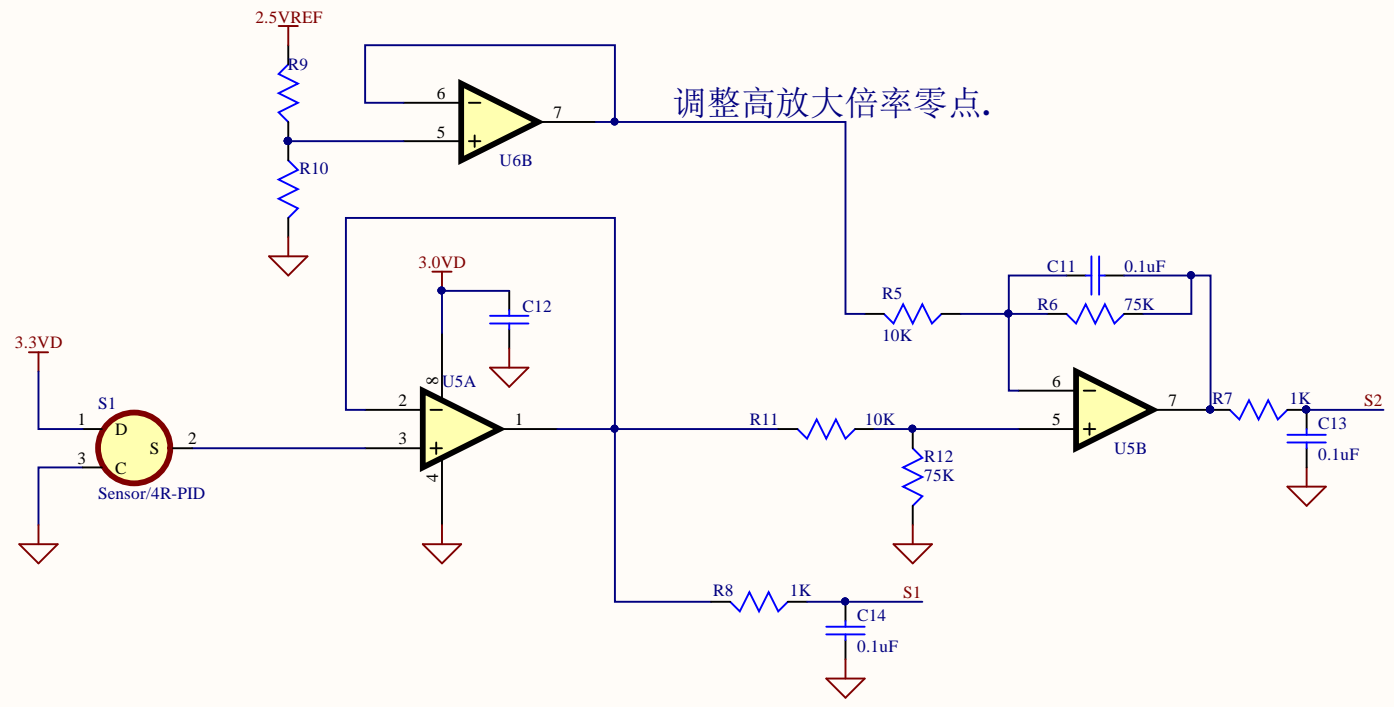 2.5VREF
R9
6
7
调整高放大倍率零点.
5
U6B
R10
3.0VD
C12
C11
0.1uF
R5
R6
75K
10K
3.3VD
8
U5A
6
S1
2
7
R7
1K
S2
1
D
1
R11
10K
5
C13
S
2
3
U5B
0.1uF
3
C
R12
4
75K
Sensor/4R-PID
R8
1K
S1
C14
0.1uF